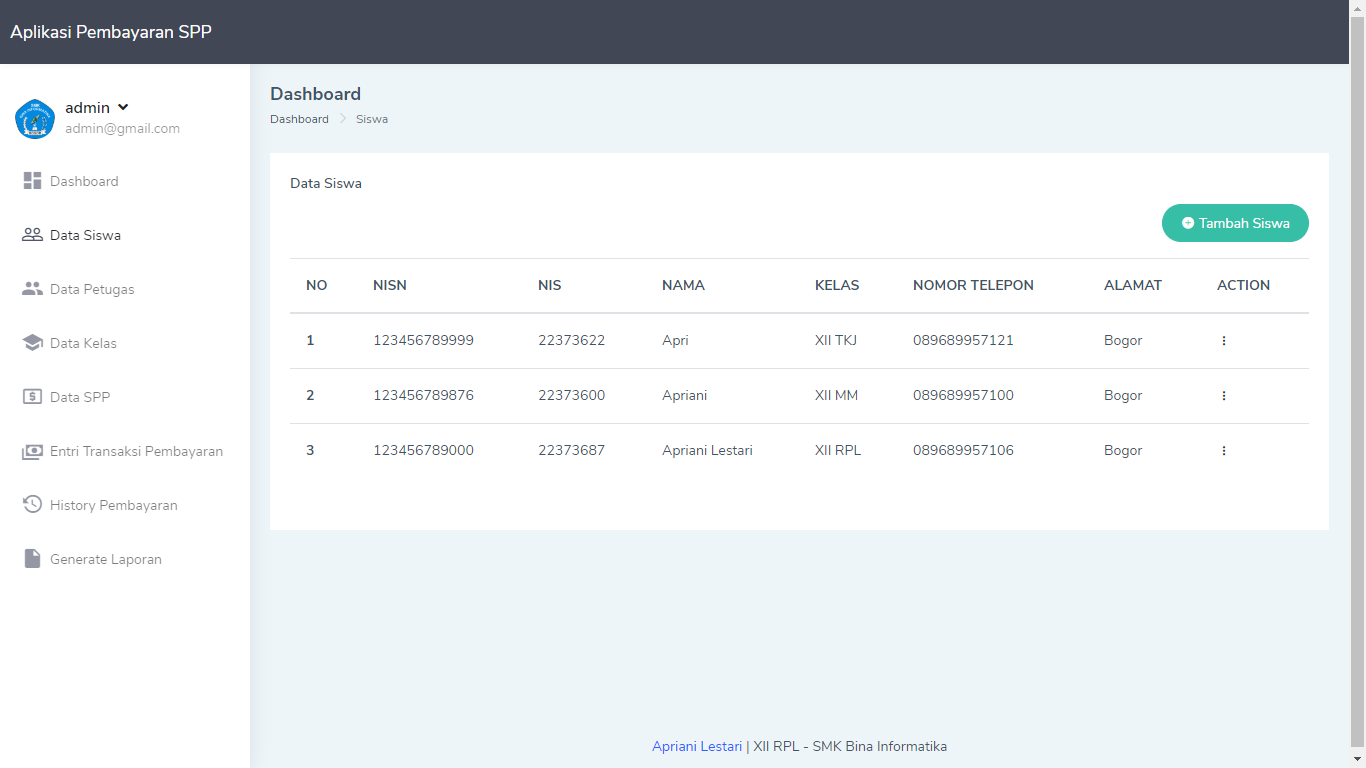 Aplikasi Pembayaran SPP
admin
admin@gmail.com
Dashboard
Data Siswa
Data Petugas
Data Kelas
Data SPP
Entri Transaksi Pembayaran
History Pembayaran
Generate Laporan
Dashboard
Dashboard Siswa
Data Siswa
Tambah Siswa
NO NISN NIS NAMA KELAS NOMOR TELEPON ALAMAT ACTION
1 123456789999 22373622 Apri XII TKJ 089689957121 Bogor
2 123456789876 22373600 Apriani XII MM 089689957100 Bogor
3 123456789000 22373687 Apriani Lestari XII RPL 089689957106 Bogor
Apriani Lestari | XII RPL - SMK Bina Informatika